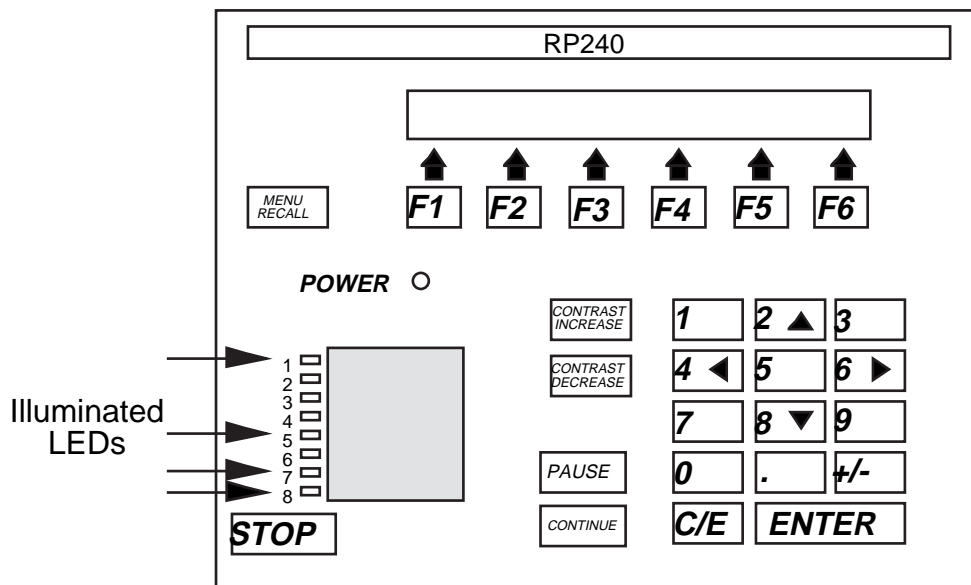 RP240
MENU
RECALL
F1 F2 F3 F4 F5 F6
POWER
CONTRAST
INCREASE
1 2 3
CONTRAST
DECREASE
4 5 6
7 8 9
PAUSE
0 . +/-
CONTINUE
C/E ENTER
Illuminated
LEDs
1
2
3
4
5
6
7
8
STOP